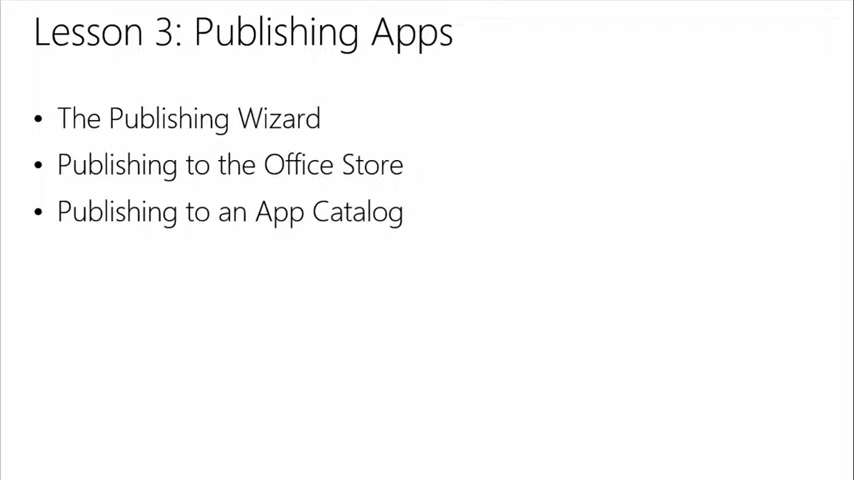 Lesson 3: Publishing Apps
• The Publishing Wizard
• Publishing to the Office Store
• Publishing to an App Catalog